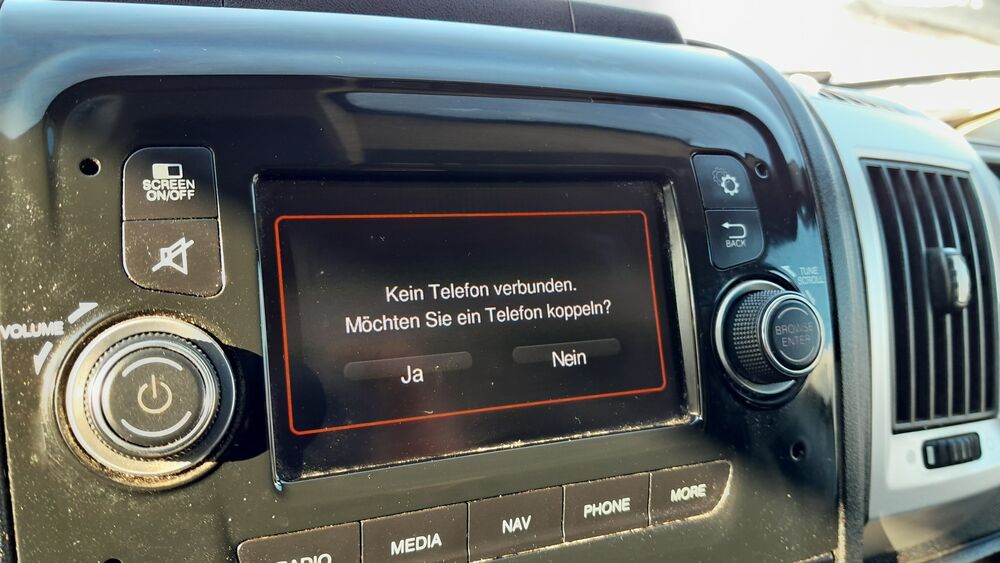 SCREEN
ON/OFF
VOLUME
Kein Telefon verbunden.
Möchten Sie ein Telefon koppeln?
Ja
Nein
BACK
TUNE
SCROLL
BROWSE
ENTER
RADIO
MEDIA
NAV
PHONE
MORE